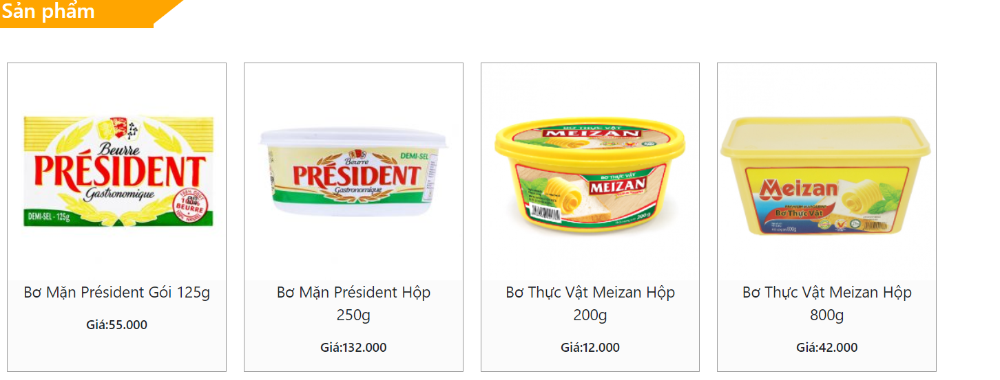 Sản phẩm
Beurre
PRÉSIDENT
Gastronomique
100%
BEURRE
DEMI-SEL - 125g
DEMI-SEL
Beurre
PRÉSIDENT
Gastronomique
BƠ THỰC VẬT
MEIZAN
BƠ THỰC VẬT
MEIZAN
200g
Meizan
Bơ Thực Vật
800g
Bơ Mặn Président Gói 125g
Giá:55.000
Bơ Mặn Président Hộp
250g
Giá:132.000
Bơ Thực Vật Meizan Hộp
200g
Giá:12.000
Bơ Thực Vật Meizan Hộp
800g
Giá:42.000